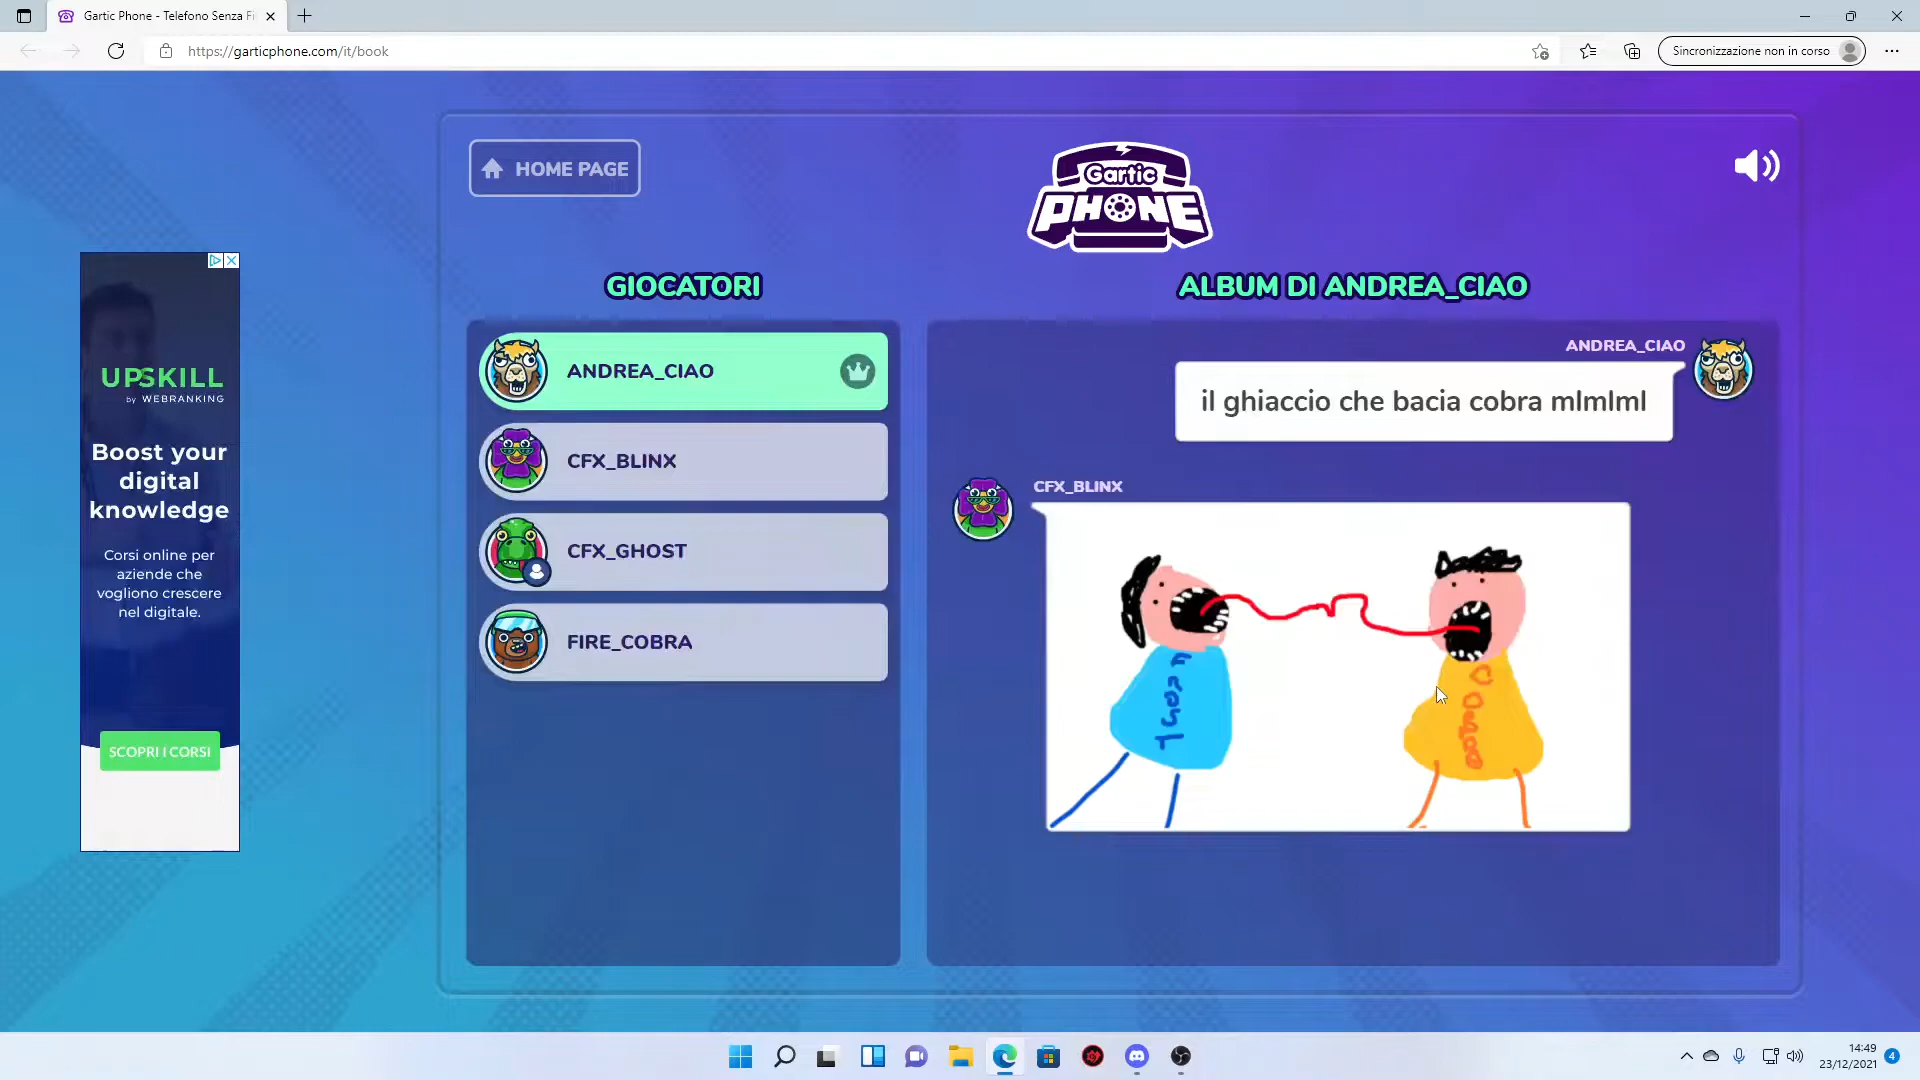 Gartic Phone - Telefono Senza Fi
https://garticphone.com/it/book
Sincronizzazione non in corso
HOME PAGE
Gartic
PHONE
GIOCATORI
ALBUM DI ANDREA_CIAO
ANDREA_CIAO
CFX_BLINX
CFX_GHOST
FIRE_COBRA
ANDREA_CIAO
il ghiaccio che bacia cobra mlmlml
CFX_BLINX
UPSKILL
by WEBRANKING
Boost your
digital
knowledge
Corsi online per
aziende che
vogliono crescere
nel digitale.
SCOPRI I CORSI
14:49
23/12/2021
4